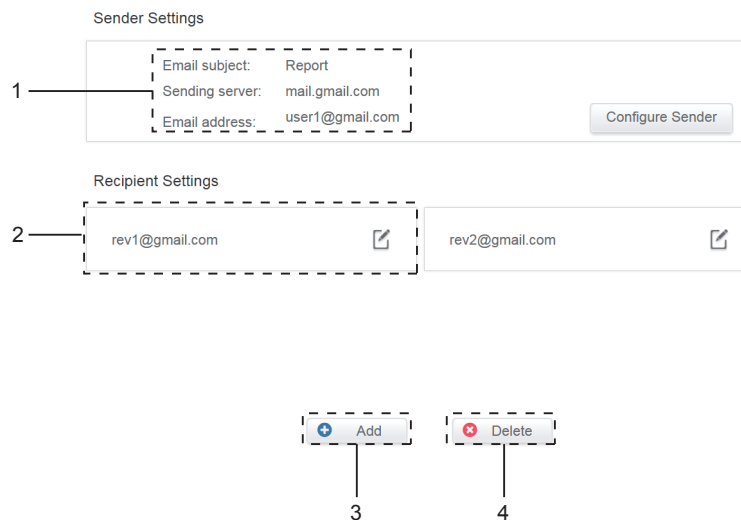 Sender Settings
Email subject: Report
1
Sending server: mail.gmail.com
Email address: user1@gmail.com
Configure Sender
Recipient Settings
2
rev1@gmail.com
rev2@gmail.com
Add
Delete
3
4